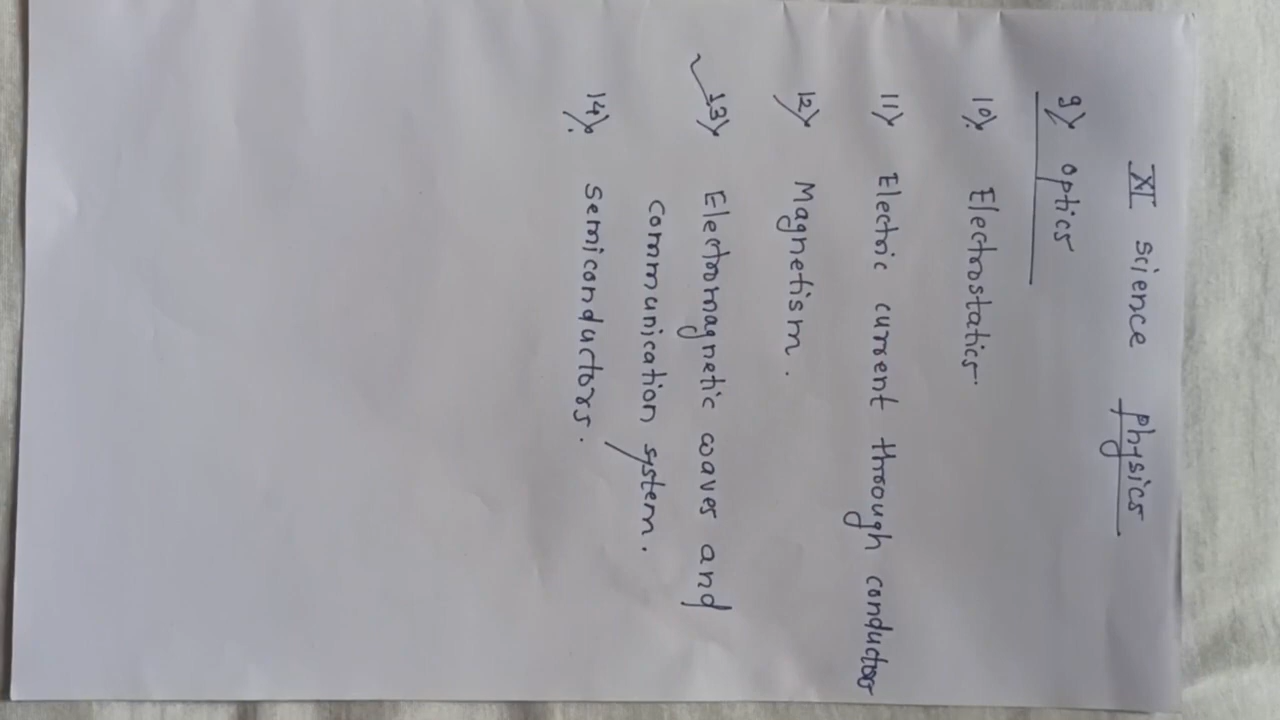 XI science physics
9) optics
10) Electrostatics.
11) Electric current through conductors
12) Magnetism.
13) Electromagnetic waves and
communication system.
14) semiconductors.